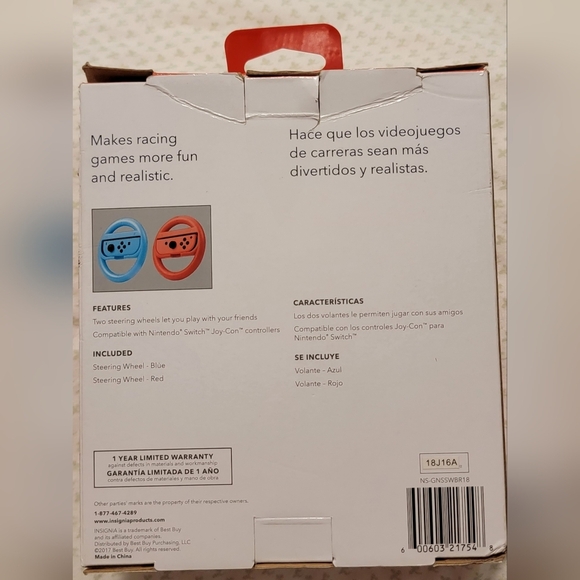 Makes racing
games more fun
and realistic.
Hace que los videojuegos
de carreras sean más
divertidos y realistas.
FEATURES
Two steering wheels let you play with your friends
Compatible with Nintendo® Switch™ Joy-Con™ controllers
INCLUDED
Steering Wheel - Blue
Steering Wheel - Red
CARACTERÍSTICAS
Los dos volantes le permiten jugar con sus amigos
Compatible con los controles Joy-Con™ para
Nintendo® Switch™
SE INCLUYE
Volante - Azul
Volante - Rojo
1 YEAR LIMITED WARRANTY
against defects in materials and workmanship
GARANTÍA LIMITADA DE 1 AÑO
contra defectos de materiales y mano de obra
Other parties' marks are the property of their respective owners.
1-877-467-4289
www.insigniaproducts.com
INSIGNIA is a trademark of Best Buy
and its affiliated companies.
Distributed by Best Buy Purchasing, LLC
©2017 Best Buy. All rights reserved.
Made in China
18J16A
NS-GNSSWBR18
6 00603 21754 8